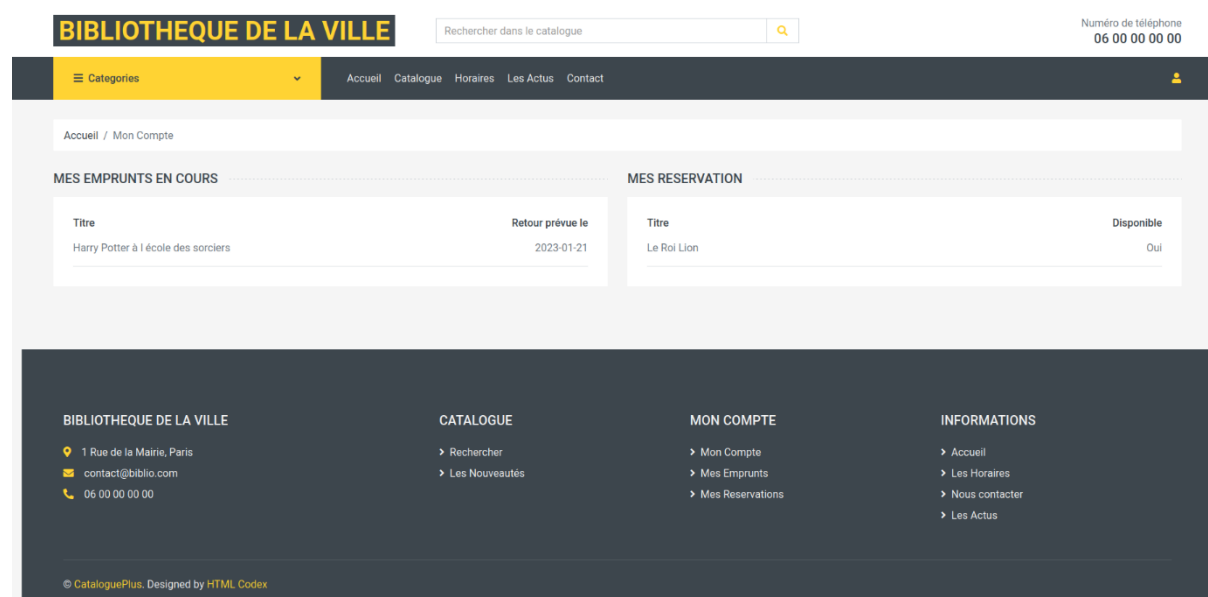 BIBLIOTHEQUE DE LA VILLE
Rechercher dans le catalogue
Numéro de téléphone
06 00 00 00 00
Categories
Accueil Catalogue Horaires Les Actus Contact
Accueil / Mon Compte
MES EMPRUNTS EN COURS
Titre Retour prévue le
Harry Potter à l école des sorciers 2023-01-21
MES RESERVATION
Titre Disponible
Le Roi Lion Oui
BIBLIOTHEQUE DE LA VILLE
1 Rue de la Mairie, Paris
contact@biblio.com
06 00 00 00 00
CATALOGUE
Rechercher
Les Nouveautés
MON COMPTE
Mon Compte
Mes Emprunts
Mes Reservations
INFORMATIONS
Accueil
Les Horaires
Nous contacter
Les Actus
© CataloguePlus. Designed by HTML Codex